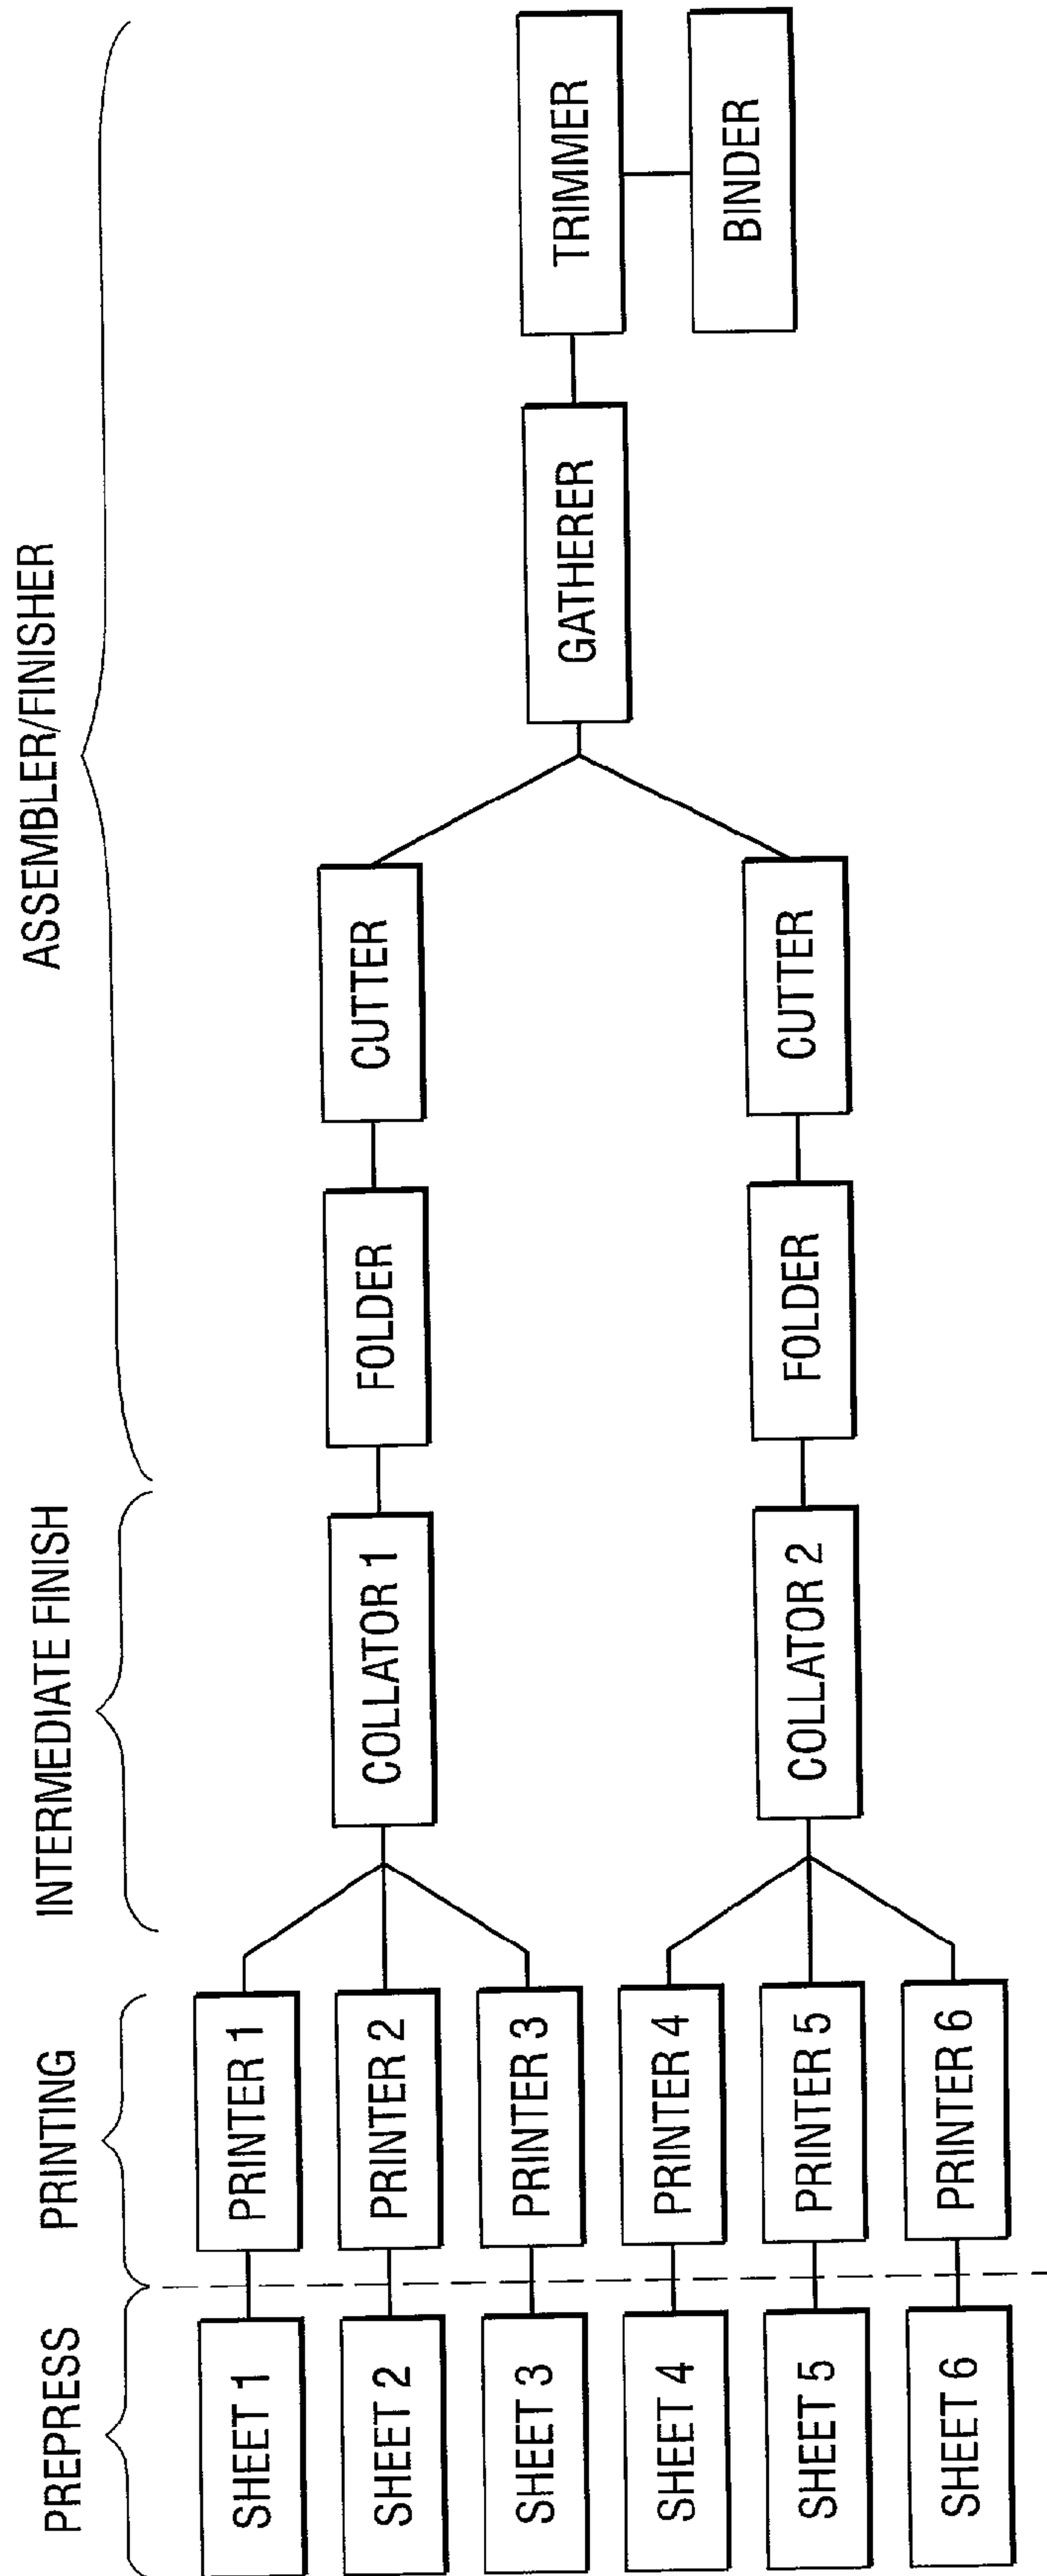 PREPRESS
PRINTING
INTERMEDIATE FINISH
ASSEMBLER/FINISHER
SHEET 1
PRINTER 1
SHEET 2
PRINTER 2
COLLATOR 1
FOLDER
CUTTER
SHEET 3
PRINTER 3
GATHERER
TRIMMER
SHEET 4
PRINTER 4
BINDER
SHEET 5
PRINTER 5
COLLATOR 2
FOLDER
CUTTER
SHEET 6
PRINTER 6